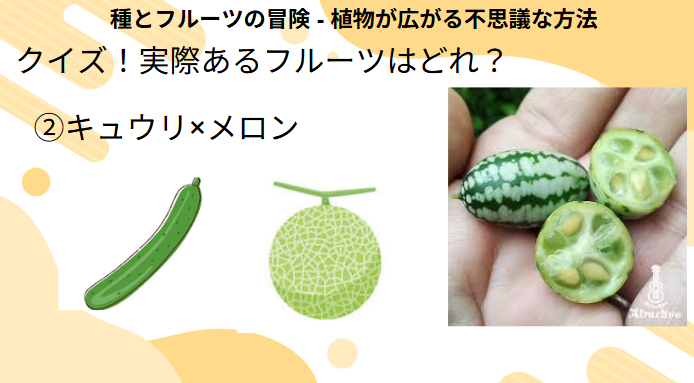 種とフルーツの冒険 - 植物が広がる不思議な方法
クイズ！実際あるフルーツはどれ？
②キュウリ×メロン
Atractivo